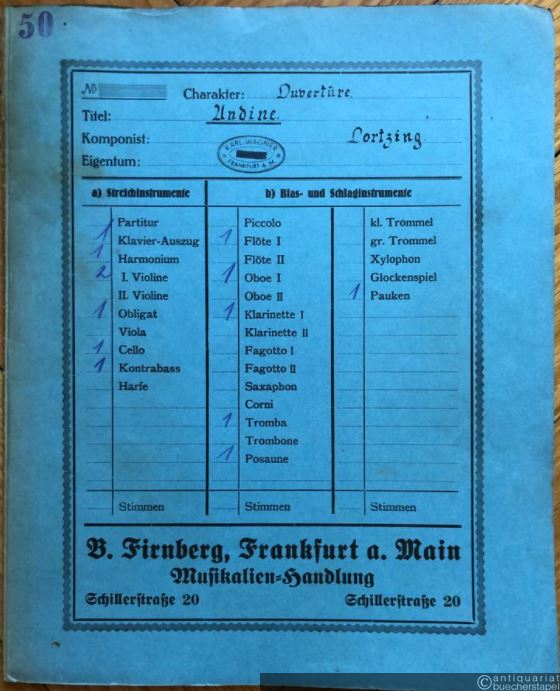 50
№ Charakter: Ouvertüre.
Titel: Undine.
Komponist: Lortzing.
Eigentum:
KARL WAGNER
FRANKFURT A. M.
a) Streichinstrumente
b) Blas- und Schlaginstrumente
Partitur
1 Klavier-Auszug
1 Harmonium
2 I. Violine
II. Violine
1 Obligat
Viola
1 Cello
1 Kontrabass
Harfe
Stimmen
Piccolo
1 Flöte I
Flöte II
1 Oboe I
Oboe II
1 Klarinette I
Klarinette II
Fagotto I
Fagotto II
Saxaphon
Corni
1 Tromba
Trombone
1 Posaune
Stimmen
kl. Trommel
gr. Trommel
Xylophon
Glockenspiel
1 Pauken
Stimmen
B. Firnberg, Frankfurt a. Main
Musikalien-Handlung
Schillerstraße 20 Schillerstraße 20
©antiquariat
buecherstapel